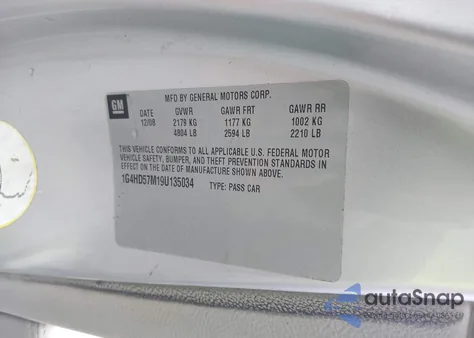 GM
MFD BY GENERAL MOTORS CORP.
DATE GVWR GAWR FRT GAWR RR
12/08 2179 KG 1177 KG 1002 KG
4804 LB 2594 LB 2210 LB
THIS VEHICLE CONFORMS TO ALL APPLICABLE U.S. FEDERAL MOTOR
VEHICLE SAFETY, BUMPER, AND THEFT PREVENTION STANDARDS IN
EFFECT ON THE DATE OF MANUFACTURE SHOWN ABOVE.
1G4HD57M19U135034 TYPE: PASS CAR
autoSnap